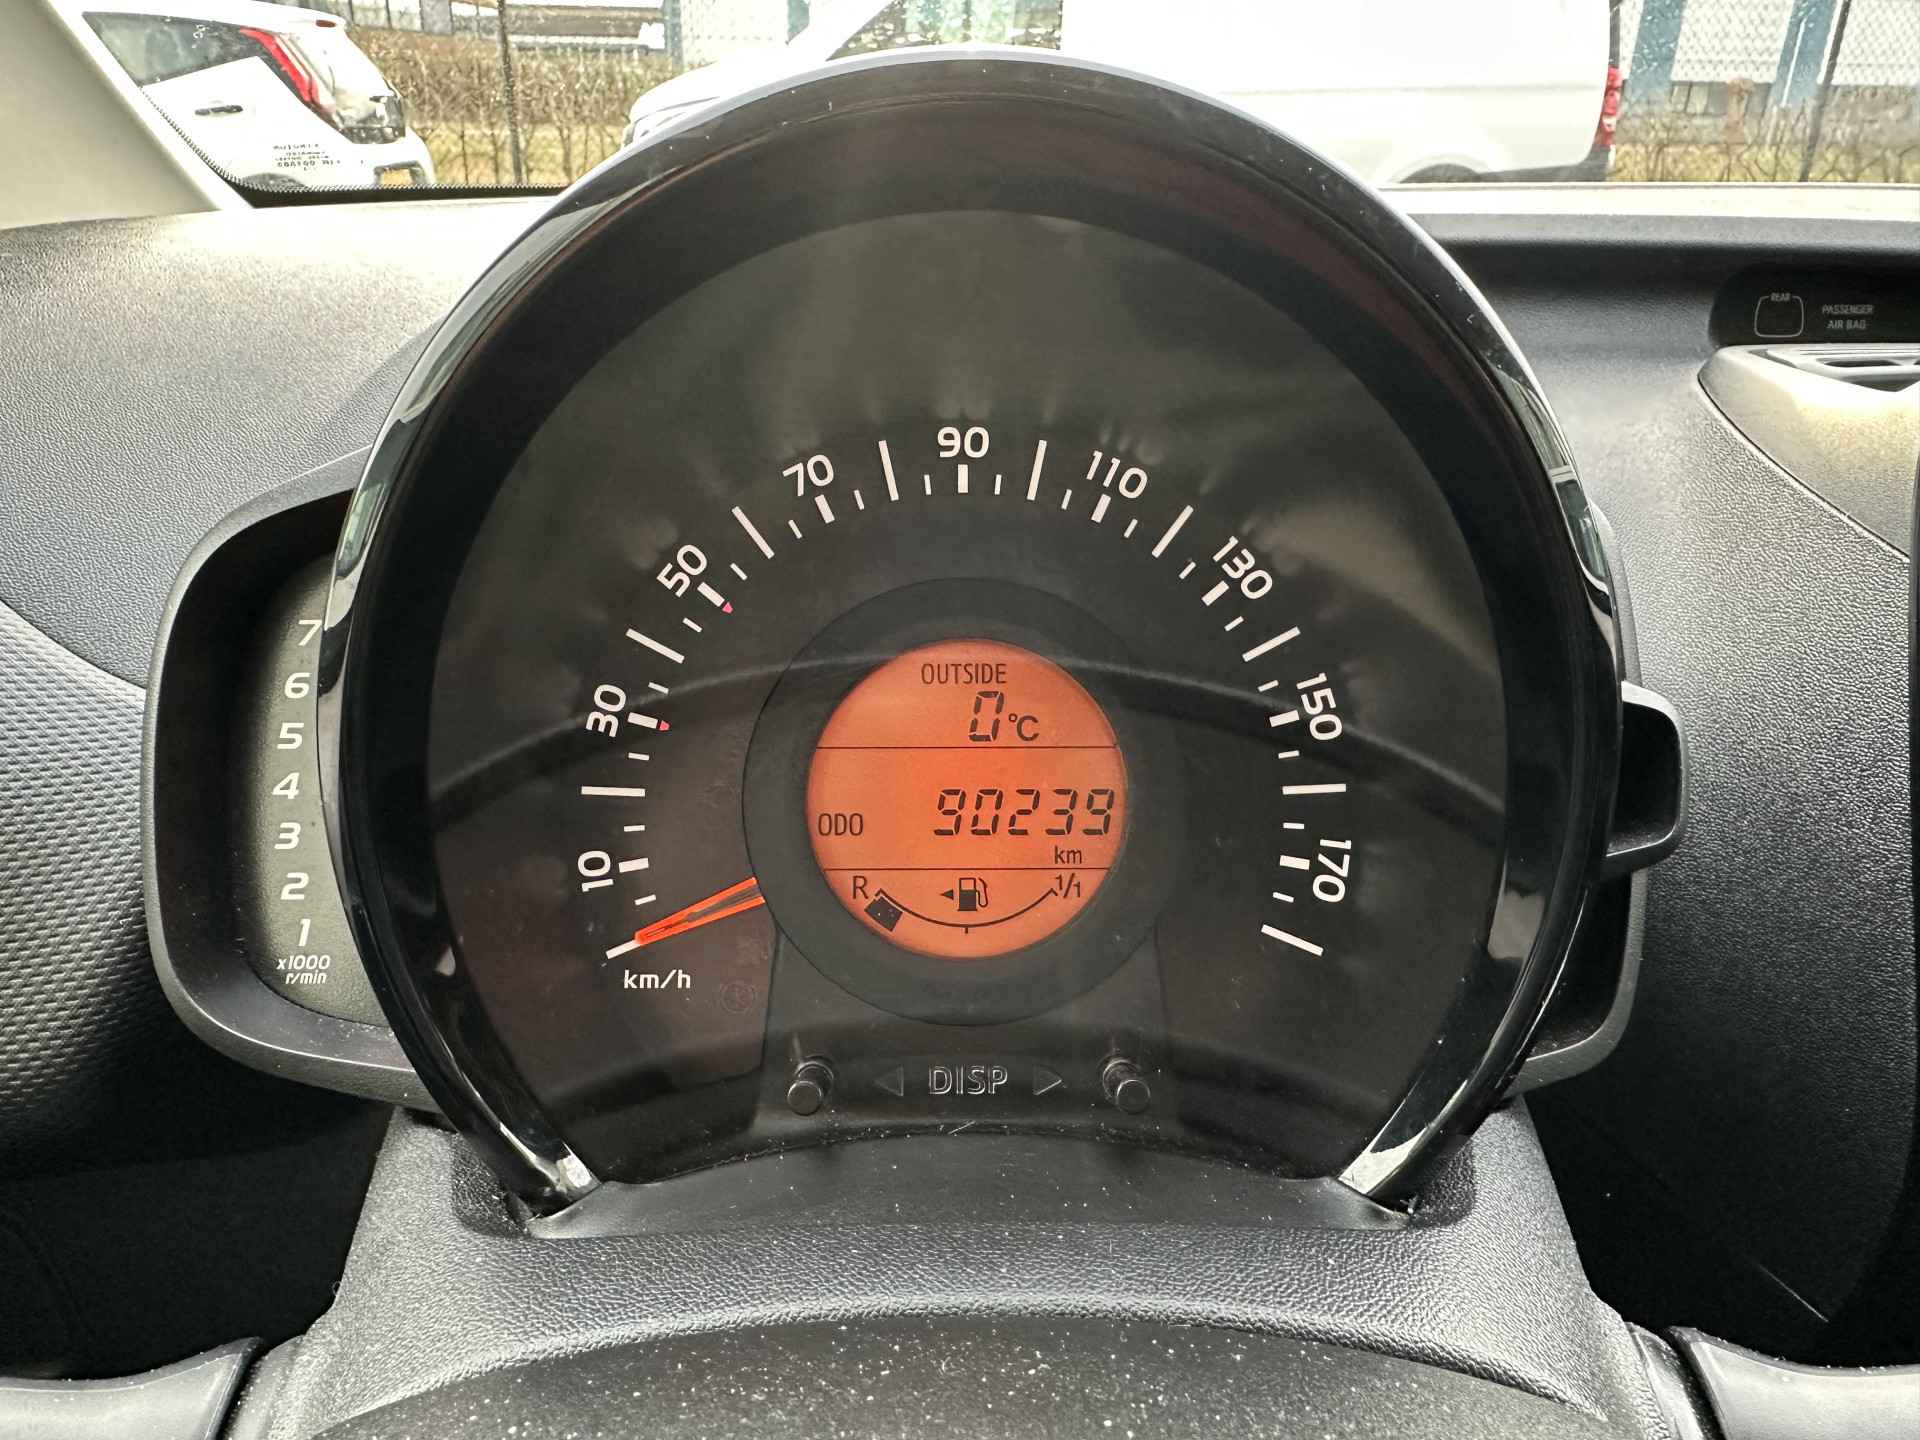 REAR
PASSENGER
AIR BAG
90
70
110
50
130
30
150
10
170
km/h
7
6
5
4
3
2
1
x1000
r/min
OUTSIDE
0°C
ODO 90239
km
R 1/1
DISP